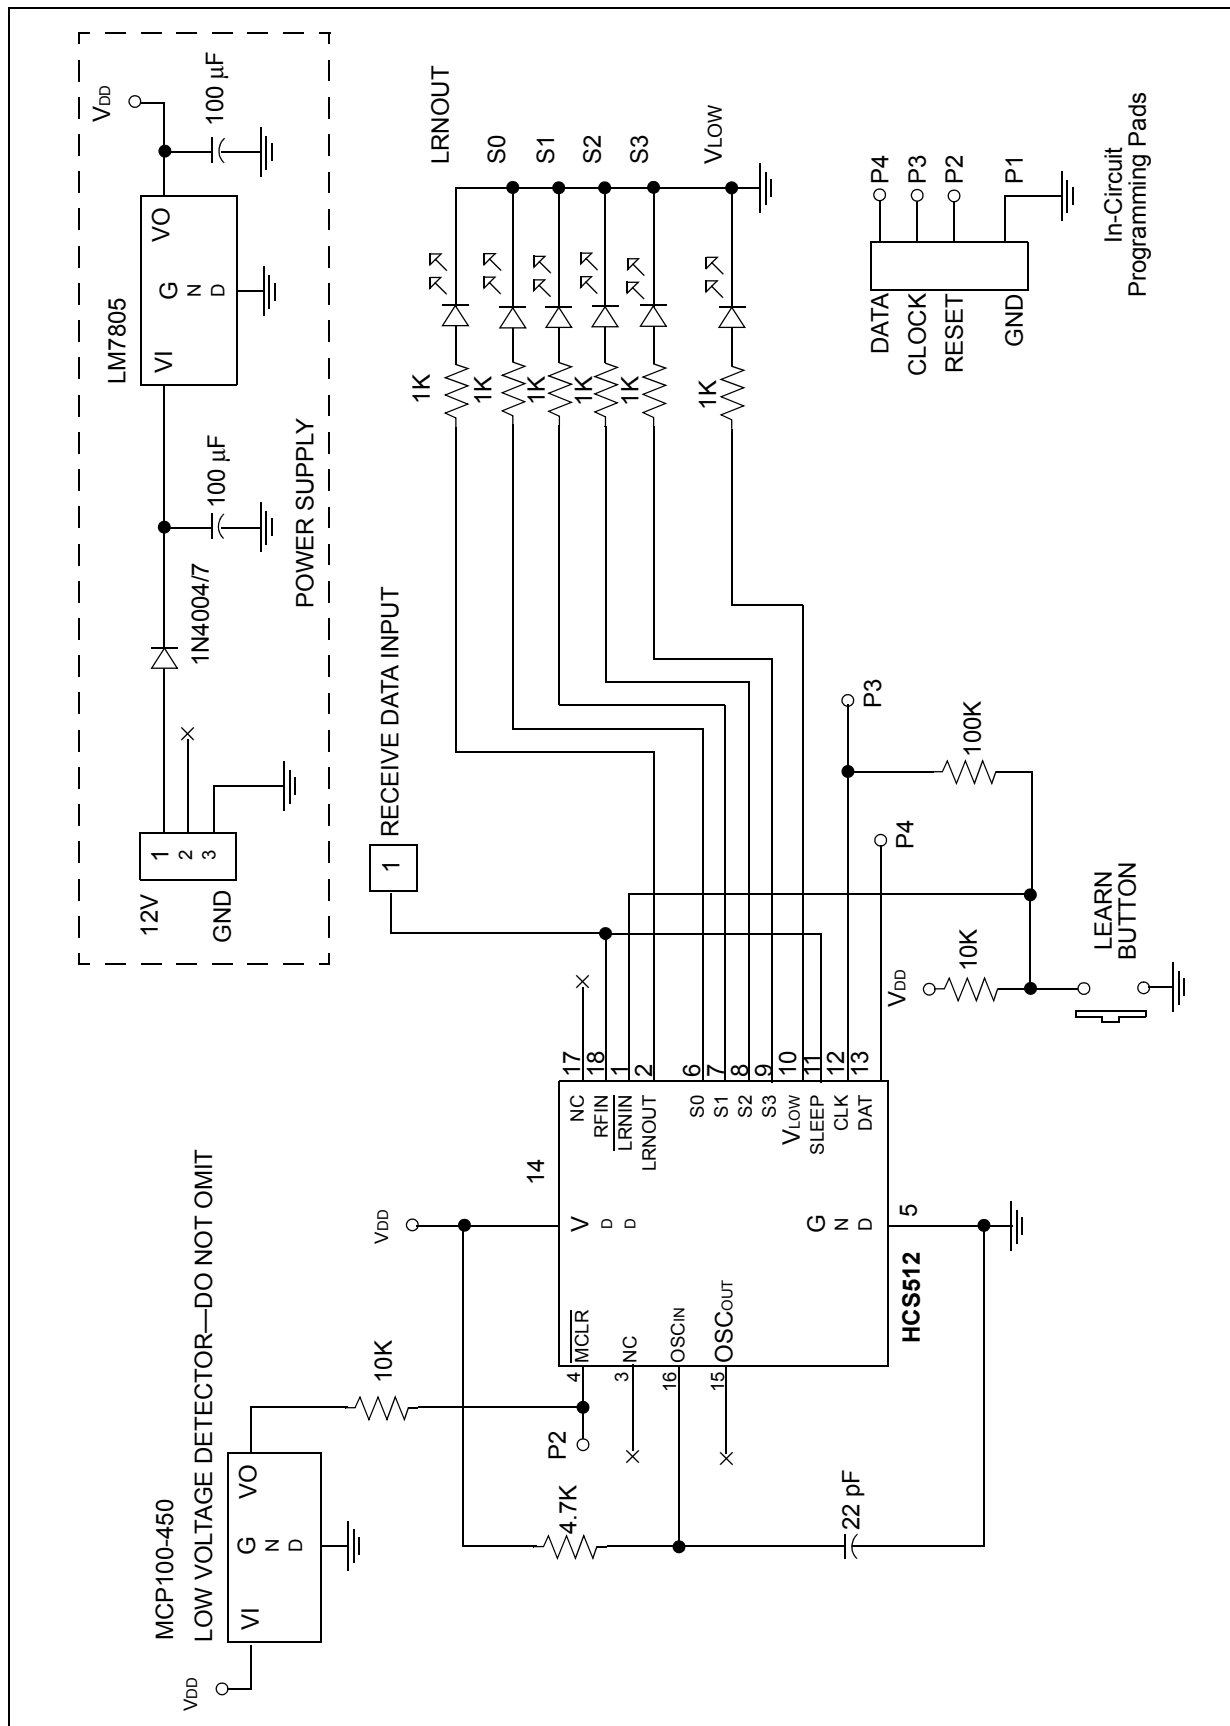 MCP100-450
LOW VOLTAGE DETECTOR—DO NOT OMIT
VDD
VI
G
N
D
VO
10K
P2
4.7K
22 pF
VDD
14
V
D
D
MCLR
4
NC
3
OSCIN
16
OSCOUT
15
G
N
D
5
HCS512
NC
17
RFIN
18
LRNIN
1
LRNOUT
2
S0
6
S1
7
S2
8
S3
9
VLOW
10
SLEEP
11
CLK
12
DAT
13
1
RECEIVE DATA INPUT
VDD
10K
LEARN
BUTTON
P4
100K
P3
12V
GND
1
2
3
1N4004/7
100 µF
POWER SUPPLY
LM7805
VI
G
N
D
VO
VDD
100 µF
1K
1K
1K
1K
1K
1K
LRNOUT
S0
S1
S2
S3
VLOW
DATA
CLOCK
RESET
GND
P4
P3
P2
P1
In-Circuit
Programming Pads